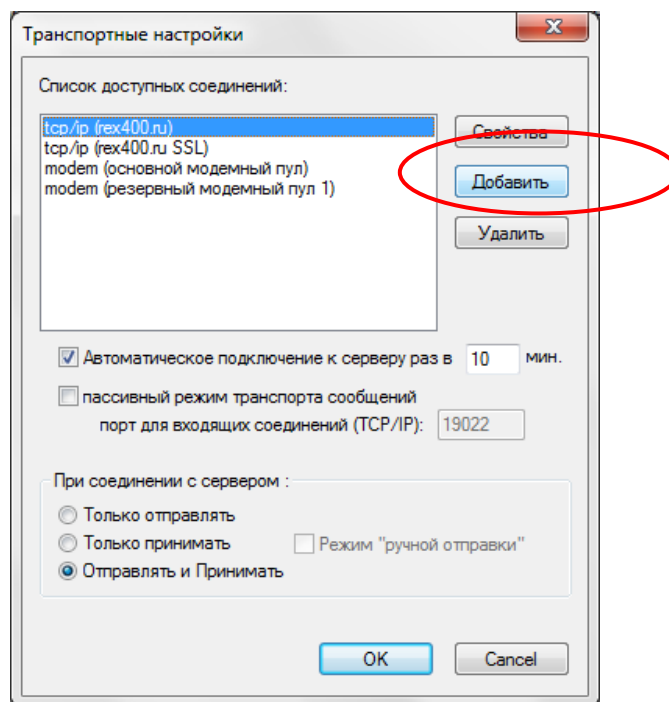 Транспортные настройки
Список доступных соединений:
tcp/ip (rex400.ru)
tcp/ip (rex400.ru SSL)
modem (основной модемный пул)
modem (резервный модемный пул 1)
Свойства
Добавить
Удалить
Автоматическое подключение к серверу раз в 10 мин.
пассивный режим транспорта сообщений
порт для входящих соединений (TCP/IP): 19022
При соединении с сервером :
Только отправлять
Только принимать Режим "ручной отправки"
Отправлять и Принимать
OK Cancel